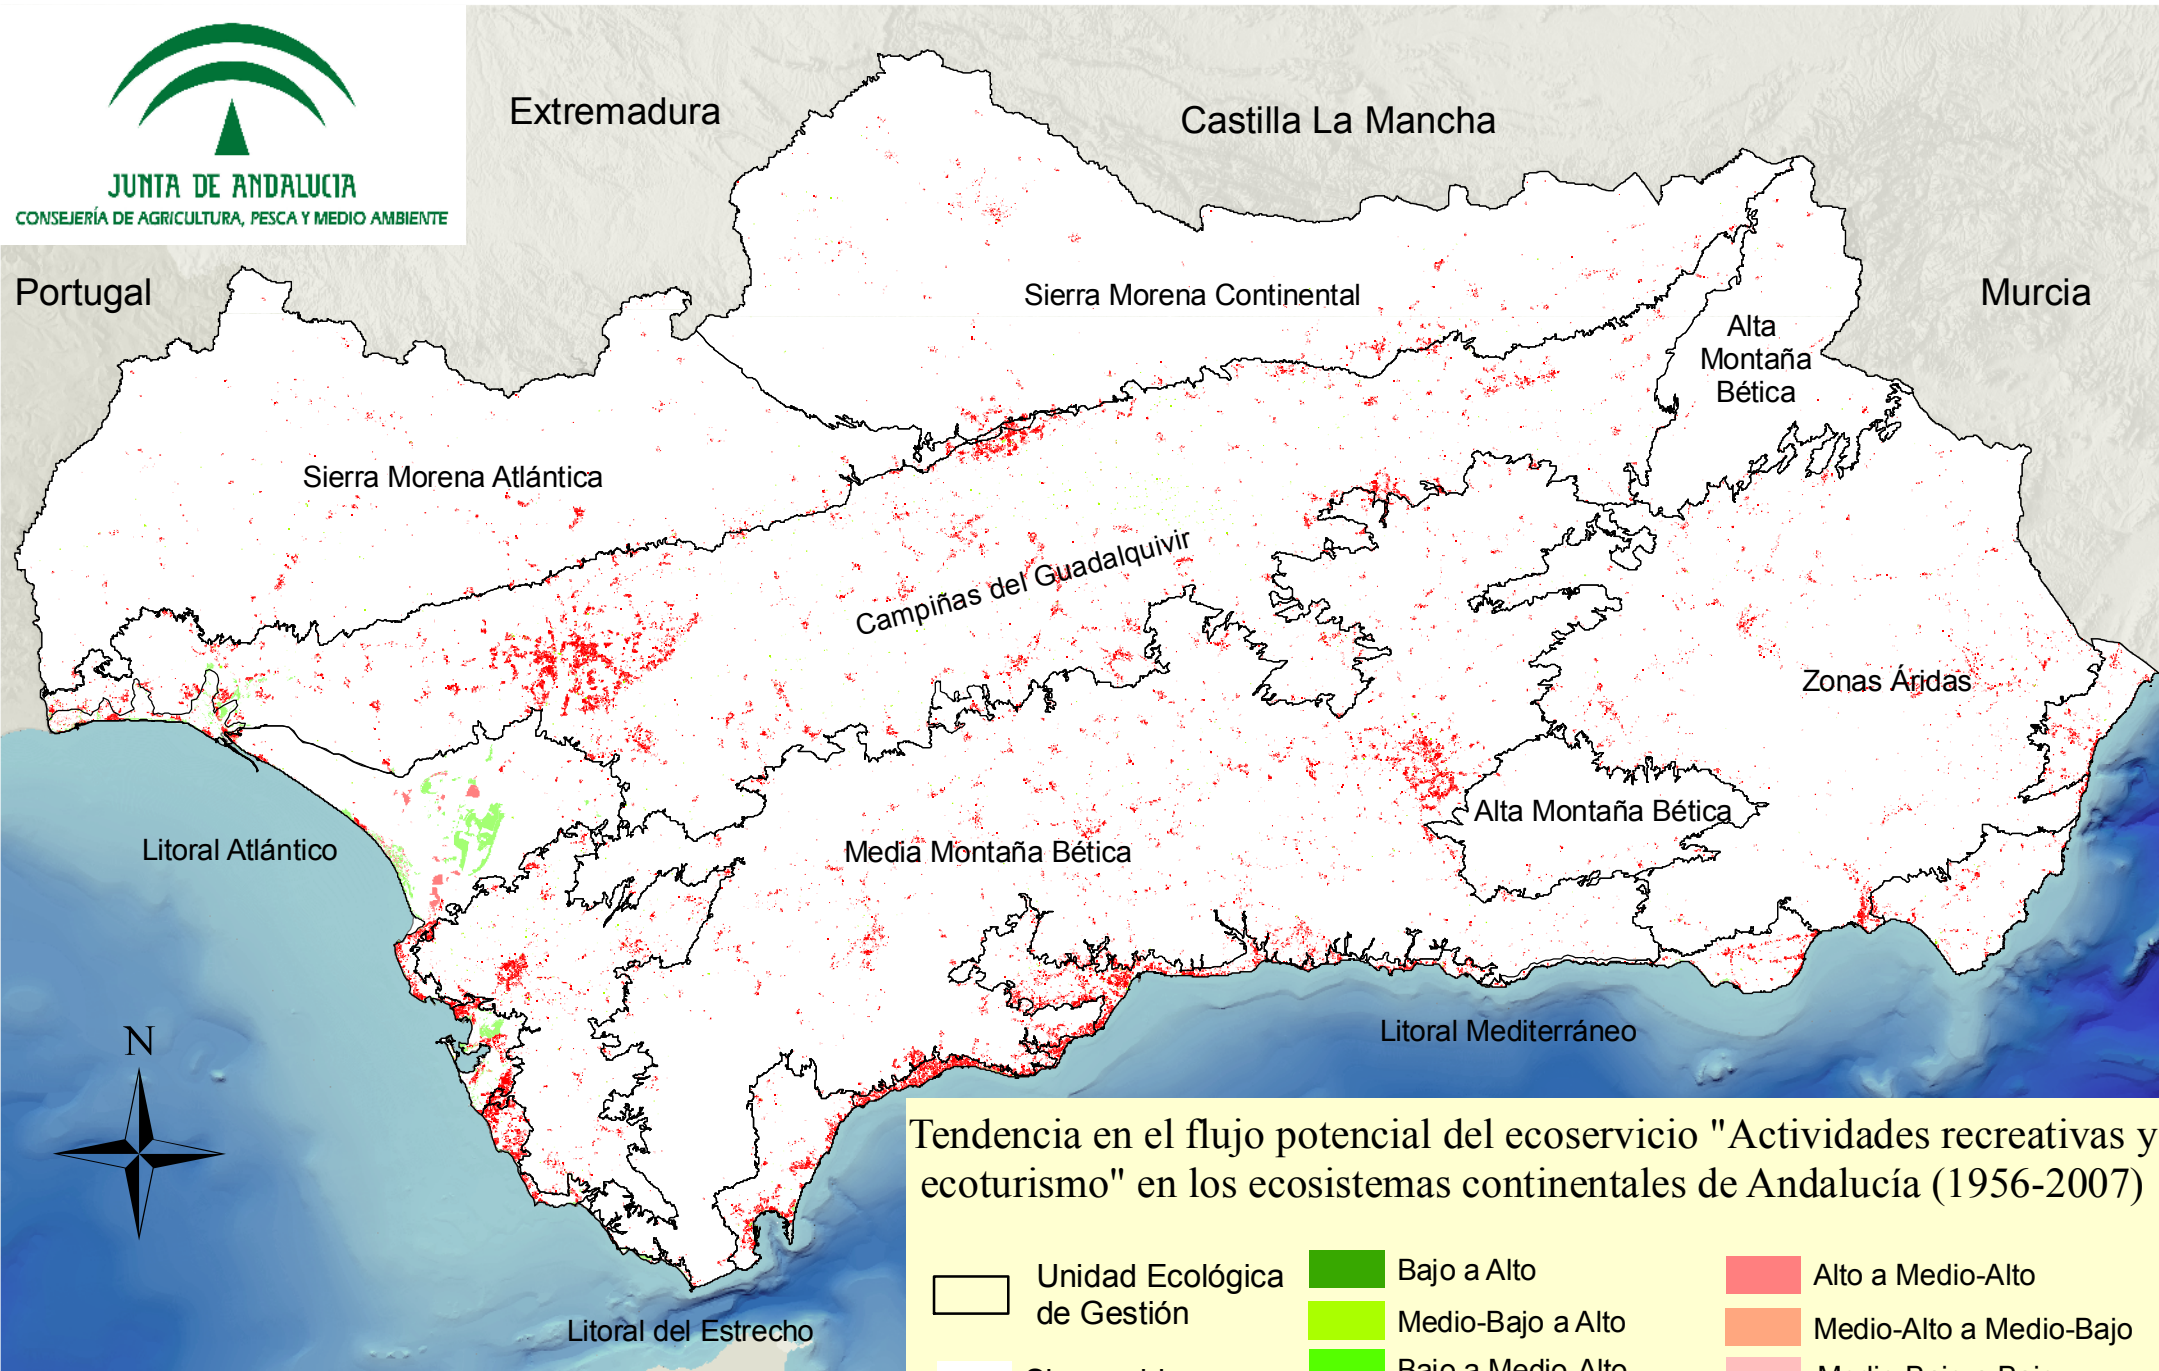 JUNTA DE ANDALUCIA
CONSEJERÍA DE AGRICULTURA, PESCA Y MEDIO AMBIENTE
Extremadura
Castilla La Mancha
Portugal
Murcia
Sierra Morena Continental
Alta
Montaña
Bética
Sierra Morena Atlántica
Campiñas del Guadalquivir
Zonas Áridas
Litoral Atlántico
Media Montaña Bética
Alta Montaña Bética
Litoral Mediterráneo
N
Litoral del Estrecho
Tendencia en el flujo potencial del ecoservicio "Actividades recreativas y
ecoturismo" en los ecosistemas continentales de Andalucía (1956-2007)
Unidad Ecológica
de Gestión
Bajo a Alto
Medio-Bajo a Alto
Bajo a Medio-Alto
Alto a Medio-Alto
Medio-Alto a Medio-Bajo